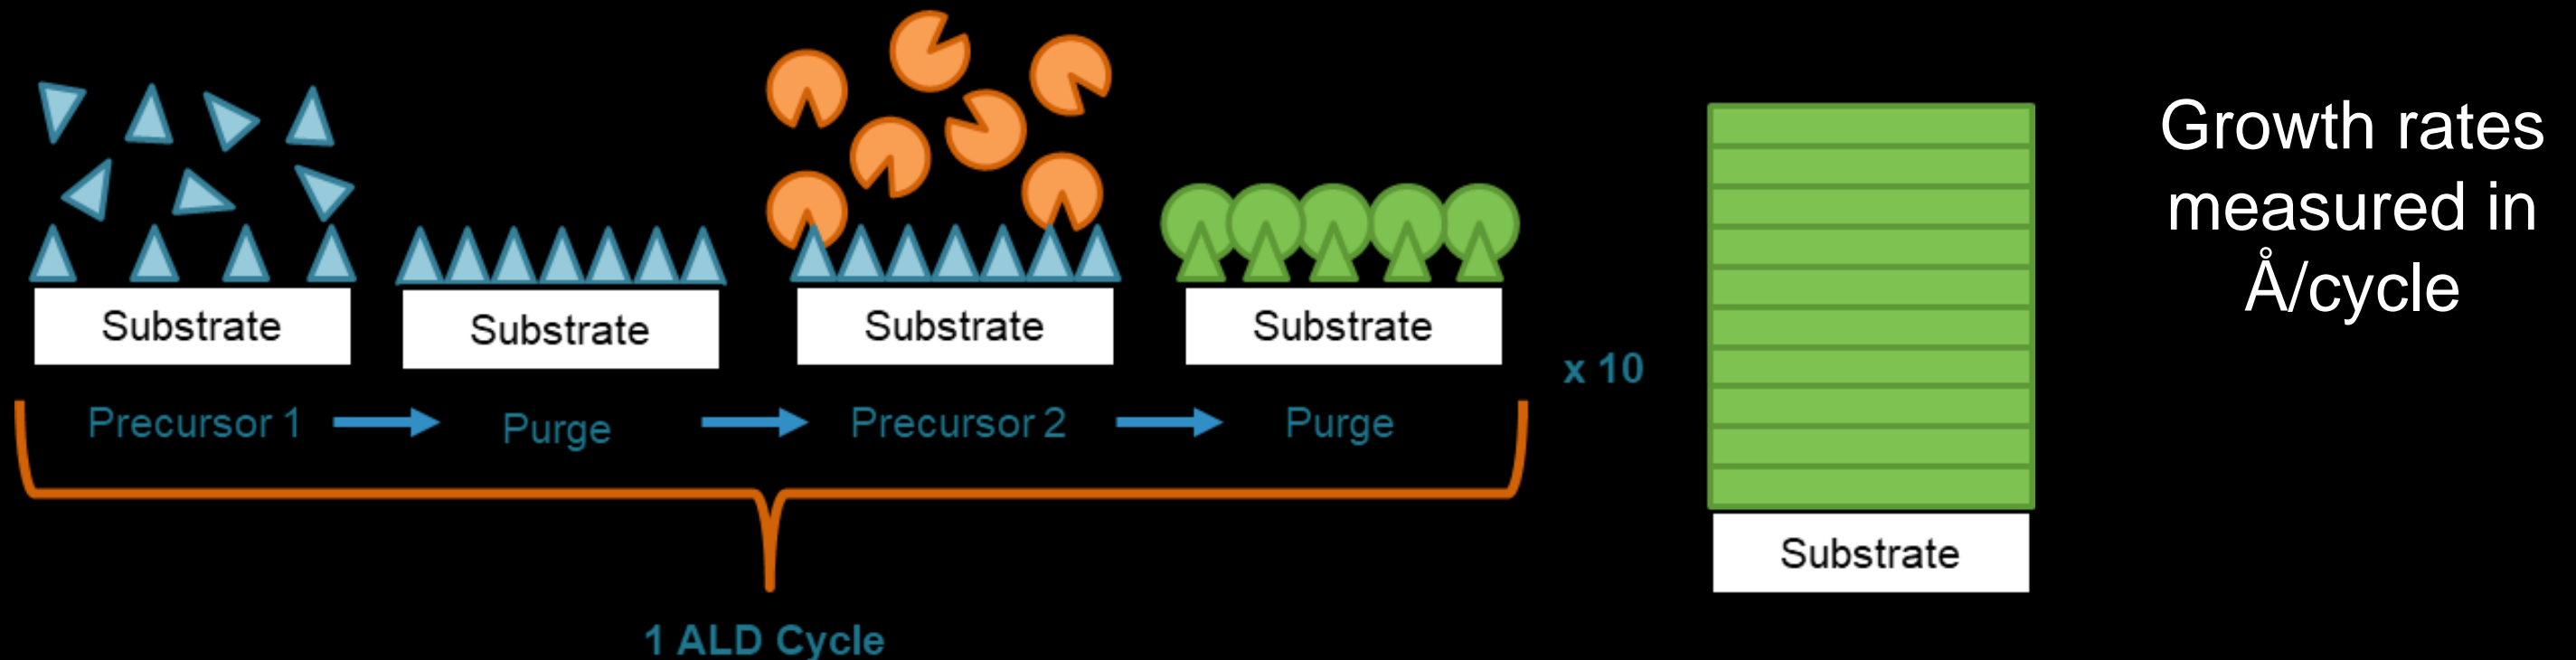 Substrate
Substrate
Substrate
Substrate
Precursor 1
Purge
Precursor 2
Purge
1 ALD Cycle
x 10
Substrate
Growth rates
measured in
Å/cycle